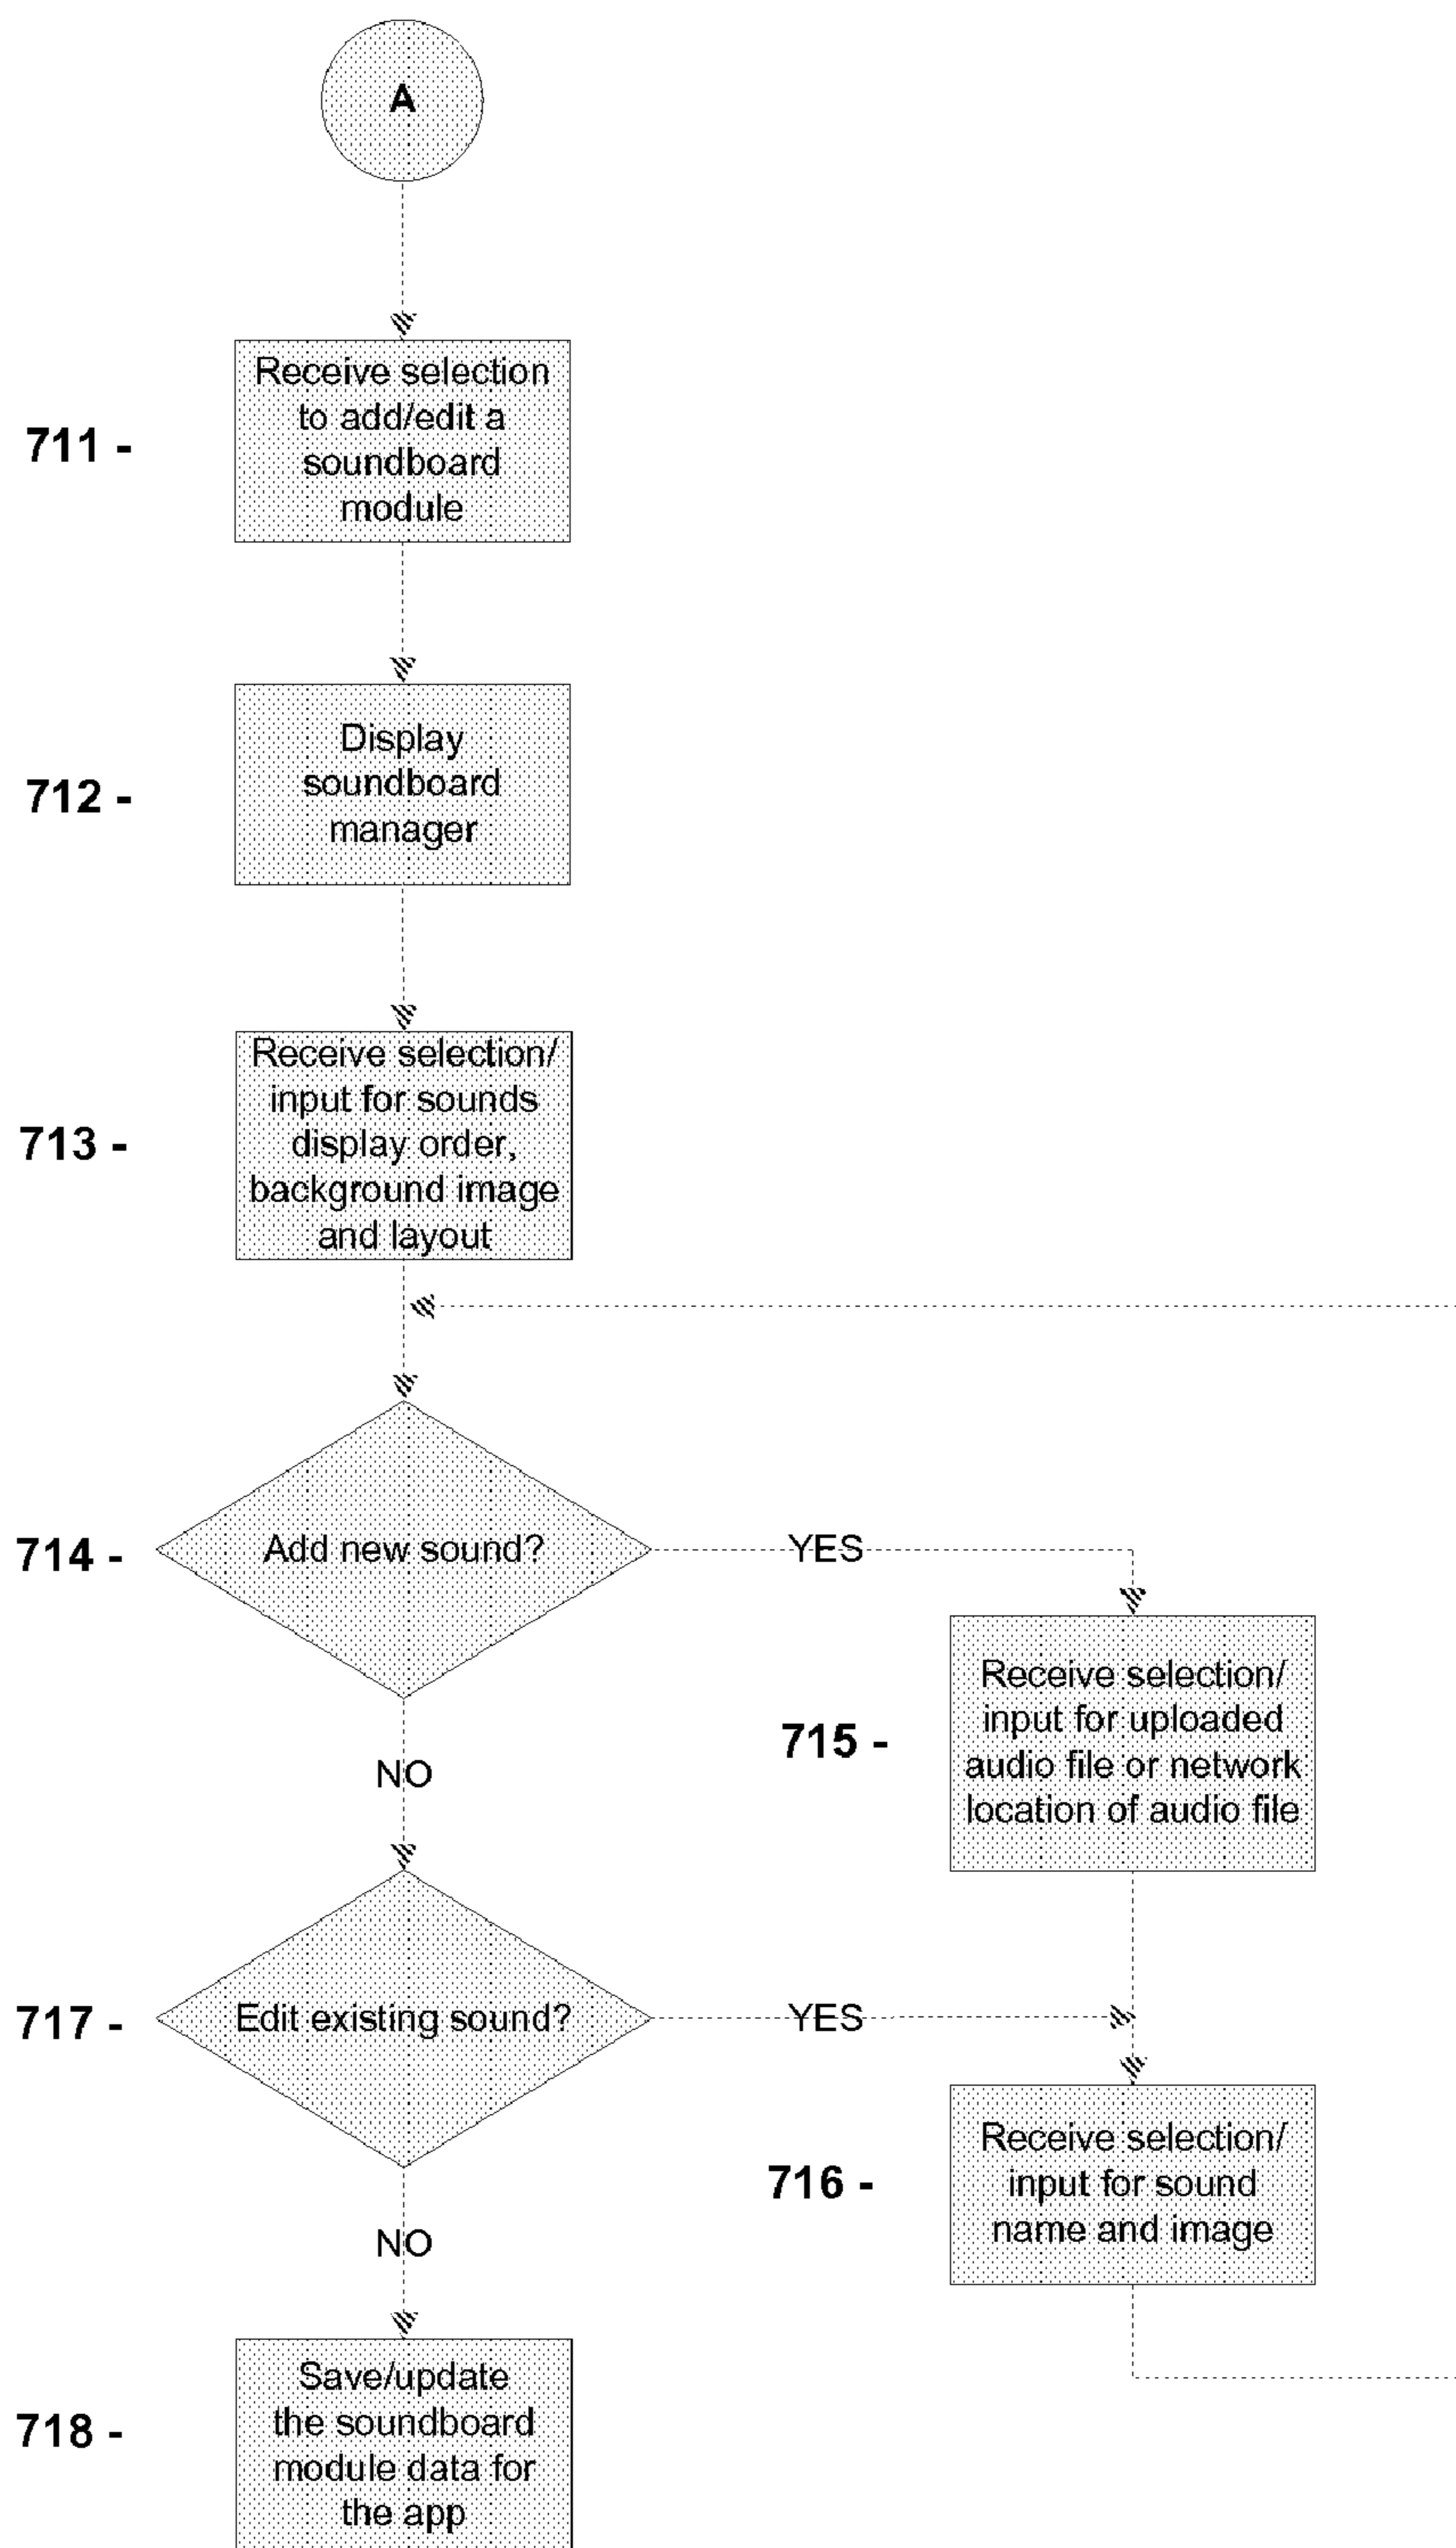 A
711 -
Receive selection
to add/edit a
soundboard
module
712 -
Display
soundboard
manager
713 -
Receive selection/
input for sounds
display order,
background image
and layout
714 -
Add new sound?
YES
NO
715 -
Receive selection/
input for uploaded
audio file or network
location of audio file
717 -
Edit existing sound?
YES
NO
716 -
Receive selection/
input for sound
name and image
718 -
Save/update
the soundboard
module data for
the app